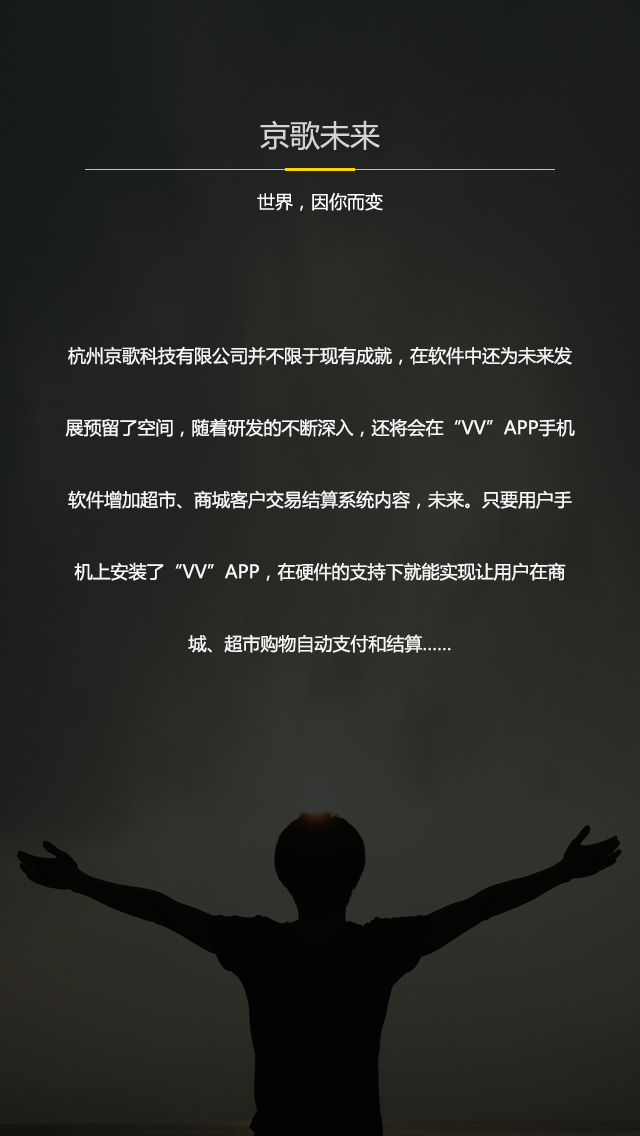 京歌未来
世界，因你而变
杭州京歌科技有限公司并不限于现有成就，在软件中还为未来发
展预留了空间，随着研发的不断深入，还将会在“VV”APP手机
软件增加超市、商城客户交易结算系统内容，未来。只要用户手
机上安装了“VV”APP，在硬件的支持下就能实现让用户在商
城、超市购物自动支付和结算......